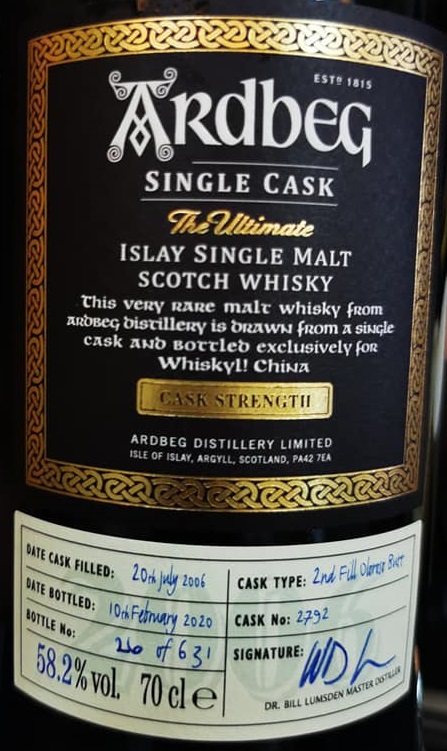 ESTD 1815
ARDBEG
SINGLE CASK
The Ultimate
ISLAY SINGLE MALT
SCOTCH WHISKY
This very rare malt whisky from
Ardbeg distillery is drawn from a single
cask and bottled exclusively for
Whiskyl! China
CASK STRENGTH
ARDBEG DISTILLERY LIMITED
ISLE OF ISLAY, ARGYLL, SCOTLAND, PA42 7EA
DATE CASK FILLED: 20th July 2006
DATE BOTTLED: 10th February 2020
BOTTLE No: of 631
58.2% vol. 70 cl e
CASK TYPE: 2nd Fill Oloroso Butt
CASK No: 2792
SIGNATURE:
DR. BILL LUMSDEN MASTER DISTILLER